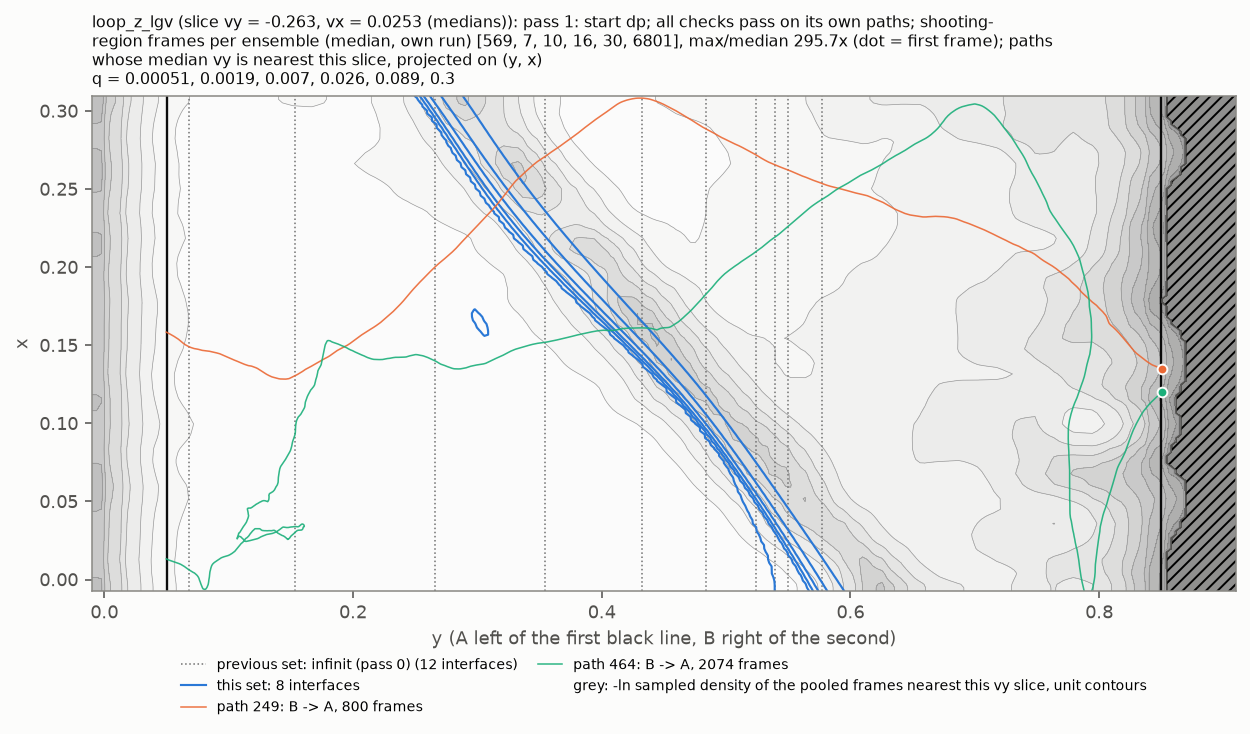 loop_z_lgv (slice vy = -0.263, vx = 0.0253 (medians)): pass 1: start dp; all checks pass on its own paths; shooting-
region frames per ensemble (median, own run) [569, 7, 10, 16, 30, 6801], max/median 295.7x (dot = first frame); paths
whose median vy is nearest this slice, projected on (y, x)
q = 0.00051, 0.0019, 0.007, 0.026, 0.089, 0.3
0.30
0.25
0.20
0.15
0.10
0.05
0.00
x
0.0 0.2 0.4 0.6 0.8
y (A left of the first black line, B right of the second)
previous set: infinit (pass 0) (12 interfaces)
this set: 8 interfaces
path 249: B -> A, 800 frames
path 464: B -> A, 2074 frames
grey: -ln sampled density of the pooled frames nearest this vy slice, unit contours